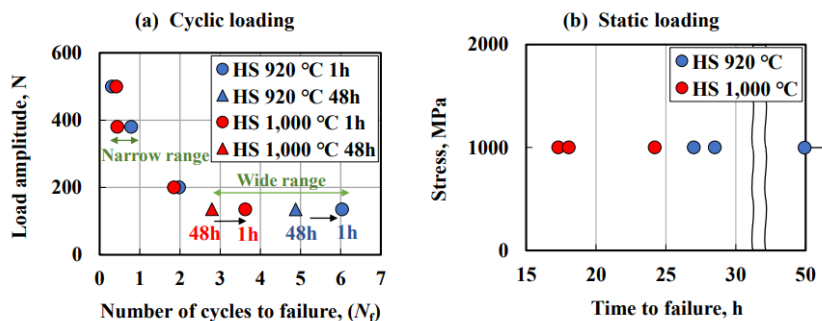 (a) Cyclic loading
Load amplitude, N
600
400
200
0
0 1 2 3 4 5 6 7
HS 920 ℃ 1h
HS 920 ℃ 48h
HS 1,000 ℃ 1h
HS 1,000 ℃ 48h
Narrow range
Wide range
48h 1h 48h 1h
Number of cycles to failure, (Nf)
(b) Static loading
Stress, MPa
2000
1000
0
15 20 25 30 50
HS 920 ℃
HS 1,000 ℃
Time to failure, h